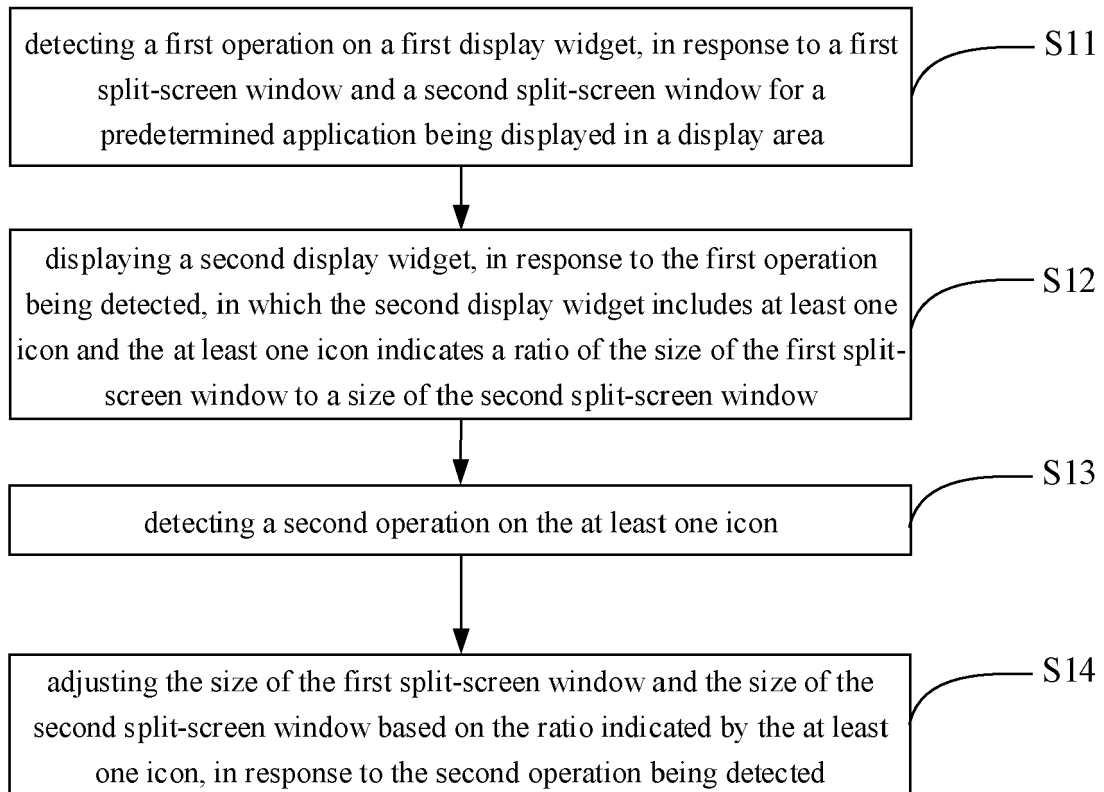 detecting a first operation on a first display widget, in response to a first
split-screen window and a second split-screen window for a
predetermined application being displayed in a display area
S11
displaying a second display widget, in response to the first operation
being detected, in which the second display widget includes at least one
icon and the at least one icon indicates a ratio of the size of the first split-
screen window to a size of the second split-screen window
S12
detecting a second operation on the at least one icon
S13
adjusting the size of the first split-screen window and the size of the
second split-screen window based on the ratio indicated by the at least
one icon, in response to the second operation being detected
S14